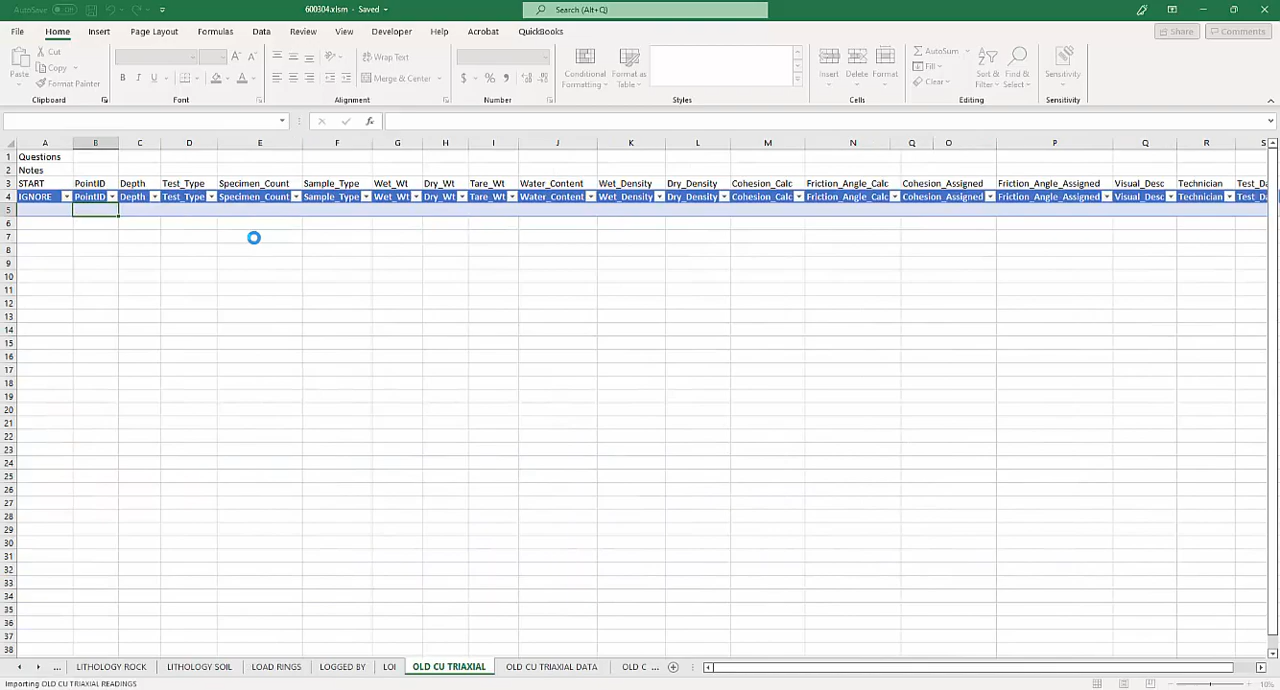 AutoSave Off 600304.xlsm - Saved Search (Alt+Q)
File Home Insert Page Layout Formulas Data Review View Developer Help Acrobat QuickBooks Share Comments
Paste Cut Copy Format Painter
Wrap Text Merge & Center
Conditional Formatting Format as Table
Insert Delete Format
AutoSum Fill Clear Sort & Filter Find & Select Sensitivity
Clipboard Font Alignment Number Styles Cells Editing Sensitivity
A B C D E F G H I J K L M N Q O P Q R S
1 Questions
2 Notes
3 START PointID Depth Test_Type Specimen_Count Sample_Type Wet_Wt Dry_Wt Tare_Wt Water_Content Wet_Density Dry_Density Cohesion_Calc Friction_Angle_Calc Cohesion_Assigned Friction_Angle_Assigned Visual_Desc Technician Test_Da
4 IGNORE PointID Depth Test_Type Specimen_Count Sample_Type Wet_Wt Dry_Wt Tare_Wt Water_Content Wet_Density Dry_Density Cohesion_Calc Friction_Angle_Calc Cohesion_Assigned Friction_Angle_Assigned Visual_Desc Technician Test_Da
5
6
7
8
9
10
11
12
13
14
15
16
17
18
19
20
21
22
23
24
25
26
27
28
29
30
31
32
33
34
35
36
37
38
... LITHOLOGY ROCK LITHOLOGY SOIL LOAD RINGS LOGGED BY LOI OLD CU TRIAXIAL OLD CU TRIAXIAL DATA OLD C ...
Importing OLD CU TRIAXIAL READINGS 10%